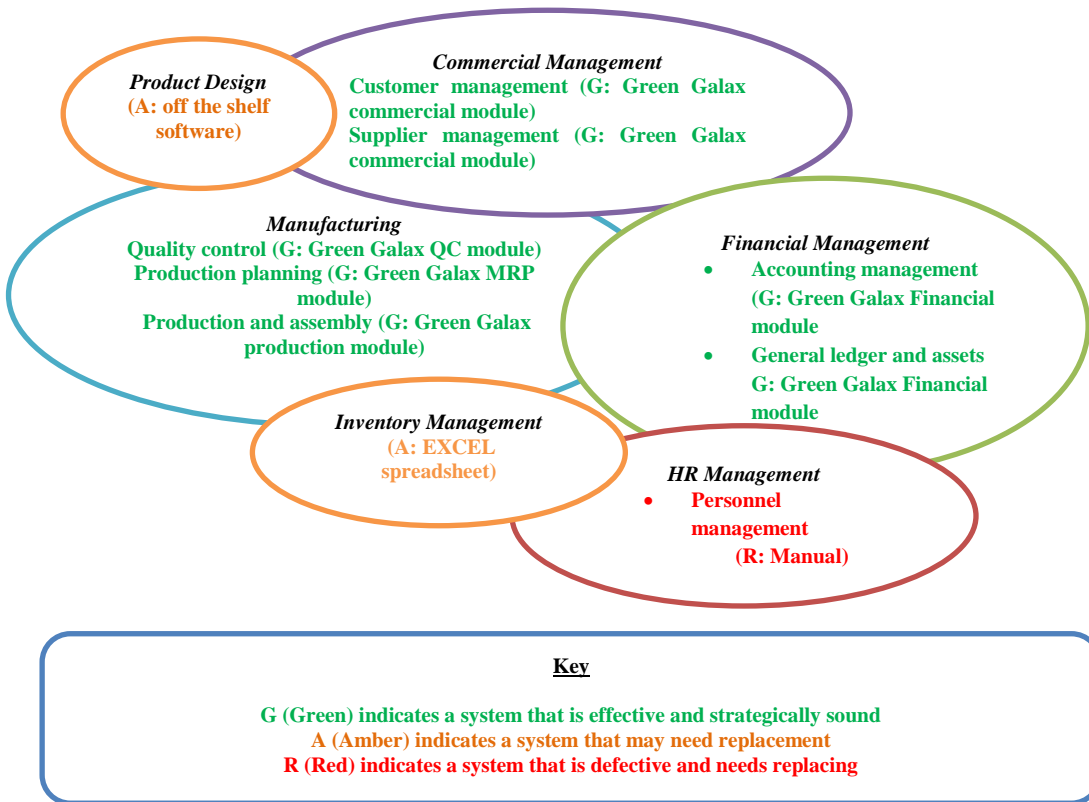 Product Design
(A: off the shelf
software)
Commercial Management
Customer management (G: Green Galax
commercial module)
Supplier management (G: Green Galax
commercial module)
Manufacturing
Quality control (G: Green Galax QC module)
Production planning (G: Green Galax MRP
module)
Production and assembly (G: Green Galax
production module)
Financial Management
• Accounting management
(G: Green Galax Financial
module
• General ledger and assets
G: Green Galax Financial
module
Inventory Management
(A: EXCEL
spreadsheet)
HR Management
• Personnel
management
(R: Manual)
Key
G (Green) indicates a system that is effective and strategically sound
A (Amber) indicates a system that may need replacement
R (Red) indicates a system that is defective and needs replacing